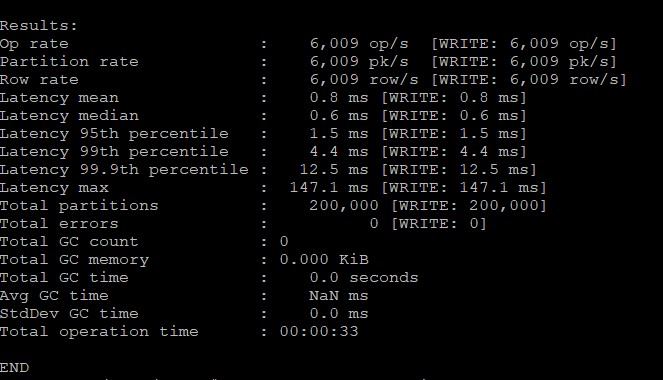 Results:
Op rate                   :    6,009 op/s  [WRITE: 6,009 op/s]
Partition rate            :    6,009 pk/s  [WRITE: 6,009 pk/s]
Row rate                  :    6,009 row/s [WRITE: 6,009 row/s]
Latency mean              :    0.8 ms [WRITE: 0.8 ms]
Latency median            :    0.6 ms [WRITE: 0.6 ms]
Latency 95th percentile   :    1.5 ms [WRITE: 1.5 ms]
Latency 99th percentile   :    4.4 ms [WRITE: 4.4 ms]
Latency 99.9th percentile :   12.5 ms [WRITE: 12.5 ms]
Latency max               :  147.1 ms [WRITE: 147.1 ms]
Total partitions          :    200,000 [WRITE: 200,000]
Total errors              :          0 [WRITE: 0]
Total GC count            : 0
Total GC memory           : 0.000 KiB
Total GC time             :    0.0 seconds
Avg GC time               :    NaN ms
StdDev GC time            :    0.0 ms
Total operation time      : 00:00:33
END